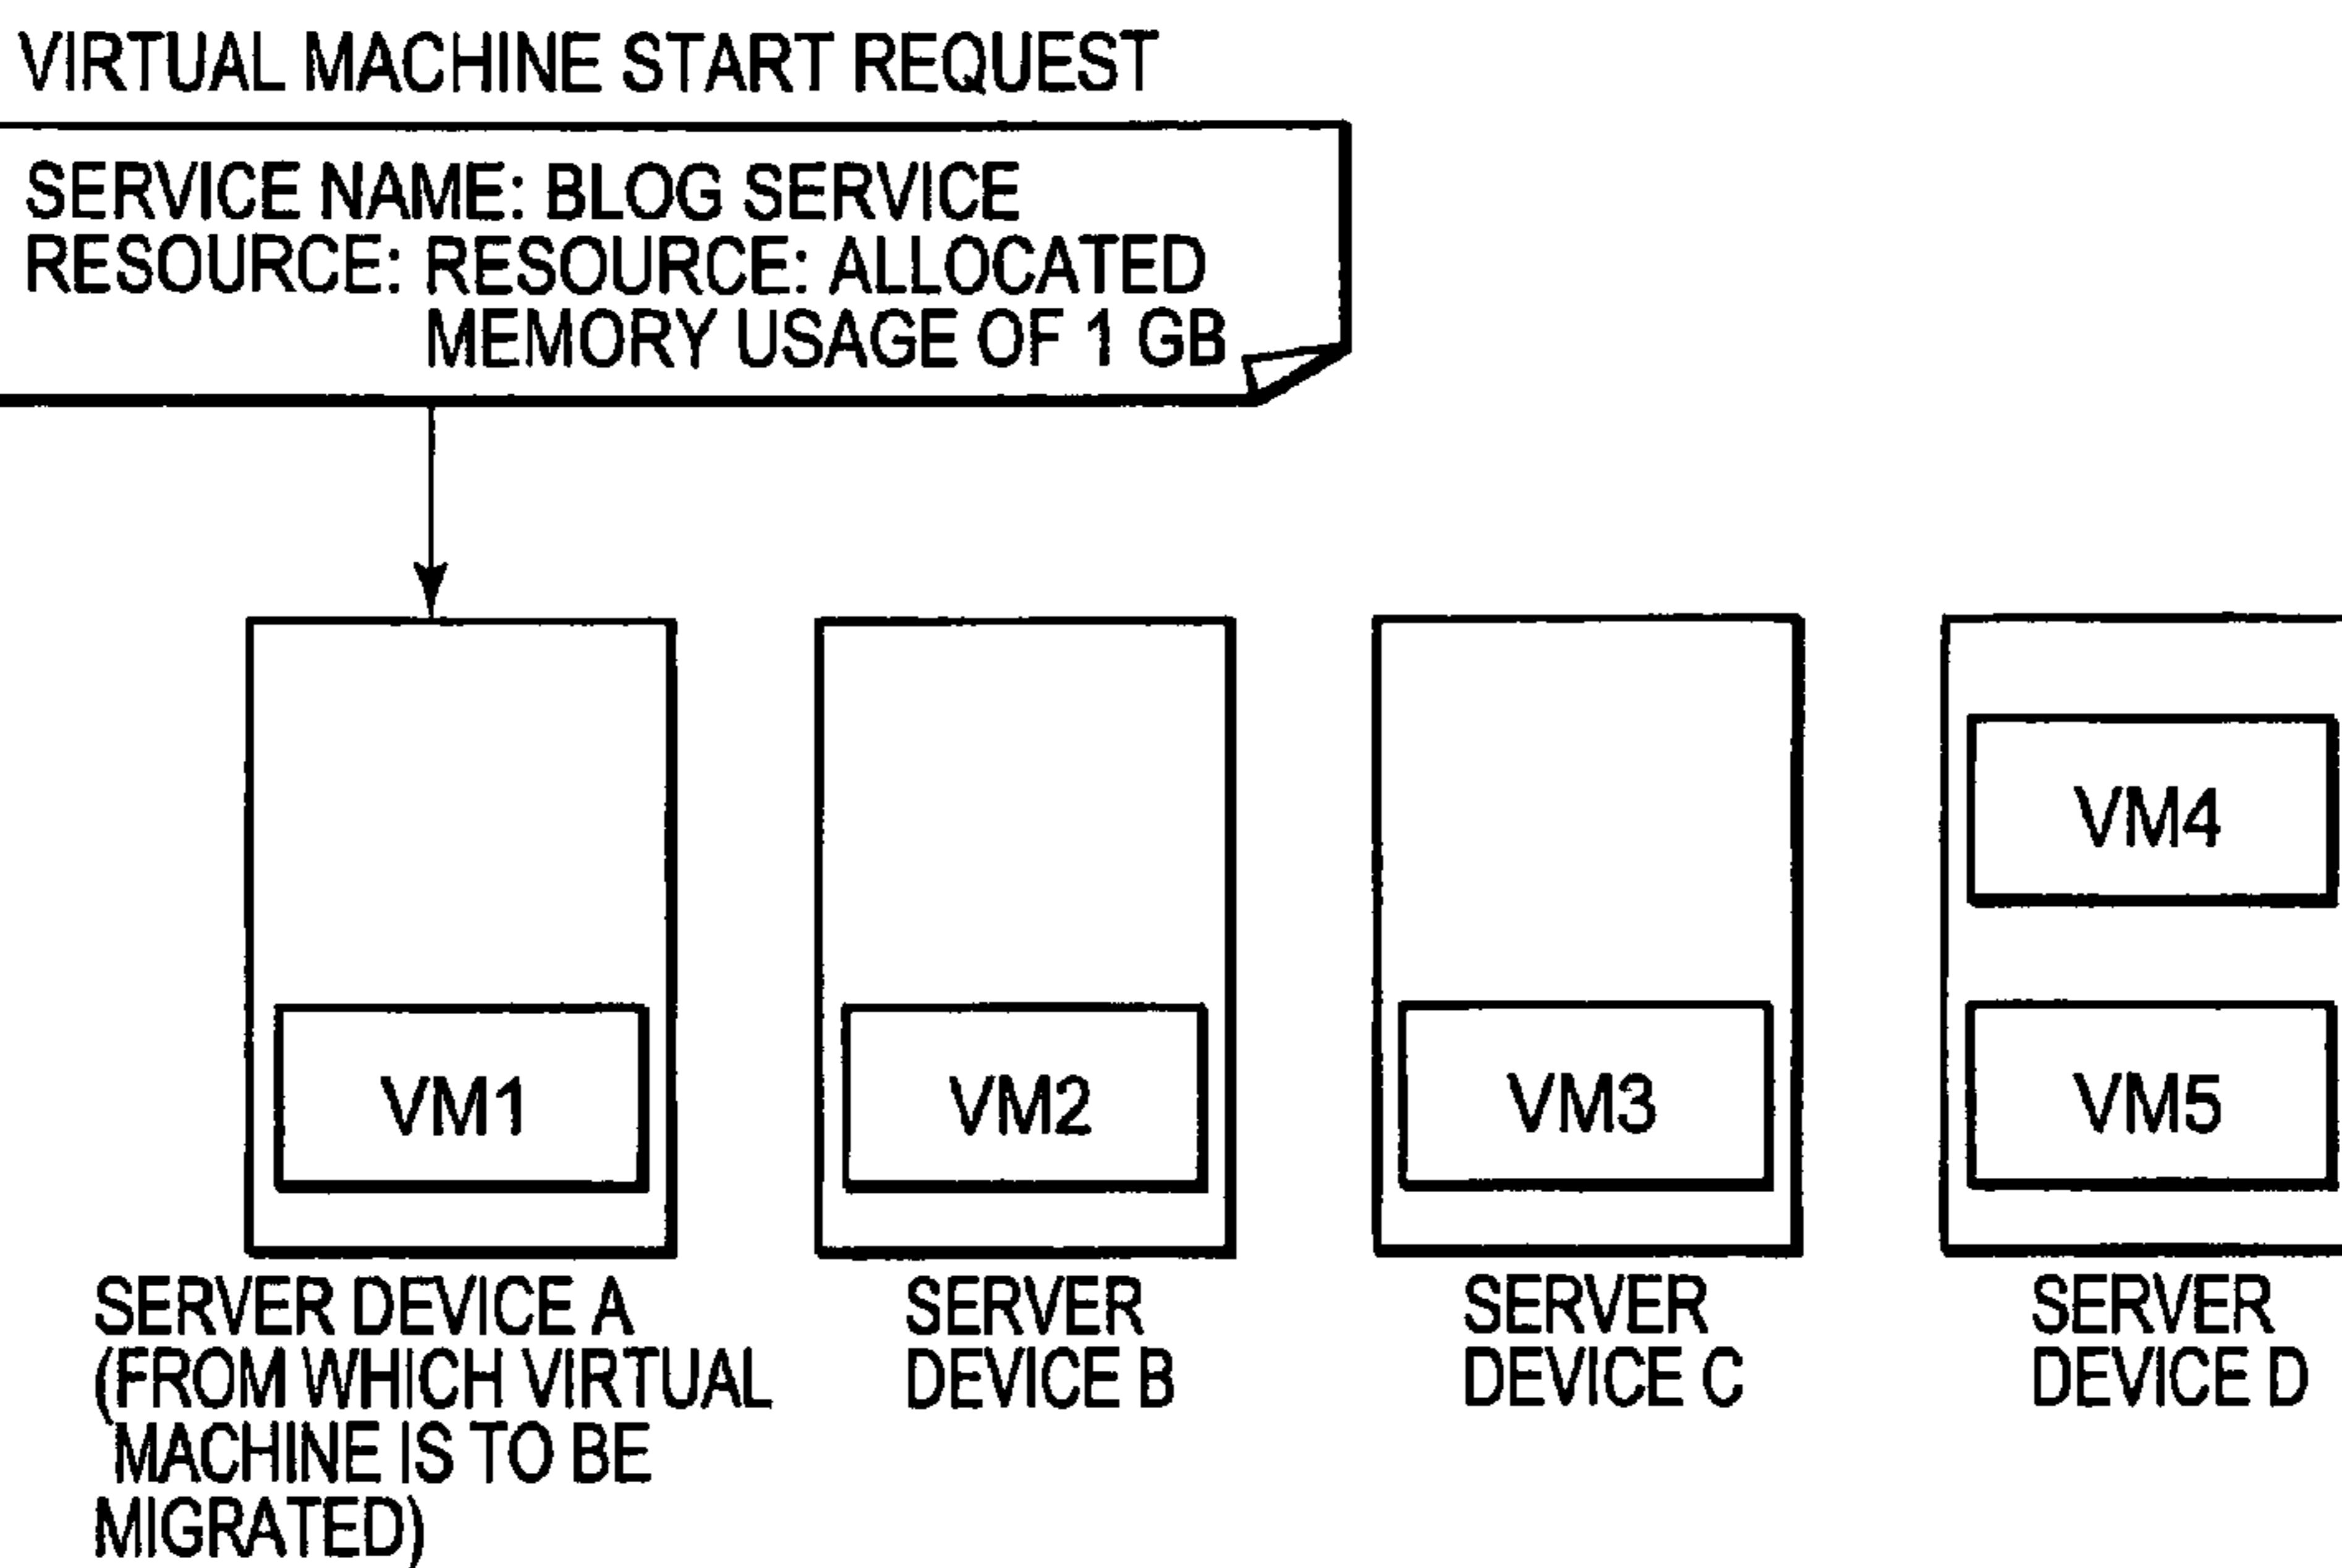 VIRTUAL MACHINE START REQUEST
SERVICE NAME: BLOG SERVICE
RESOURCE: RESOURCE: ALLOCATED
MEMORY USAGE OF 1 GB
VM4
VM1
VM2
VM3
VM5
SERVER DEVICE A
(FROM WHICH VIRTUAL
MACHINE IS TO BE
MIGRATED)
SERVER
DEVICE B
SERVER
DEVICE C
SERVER
DEVICE D